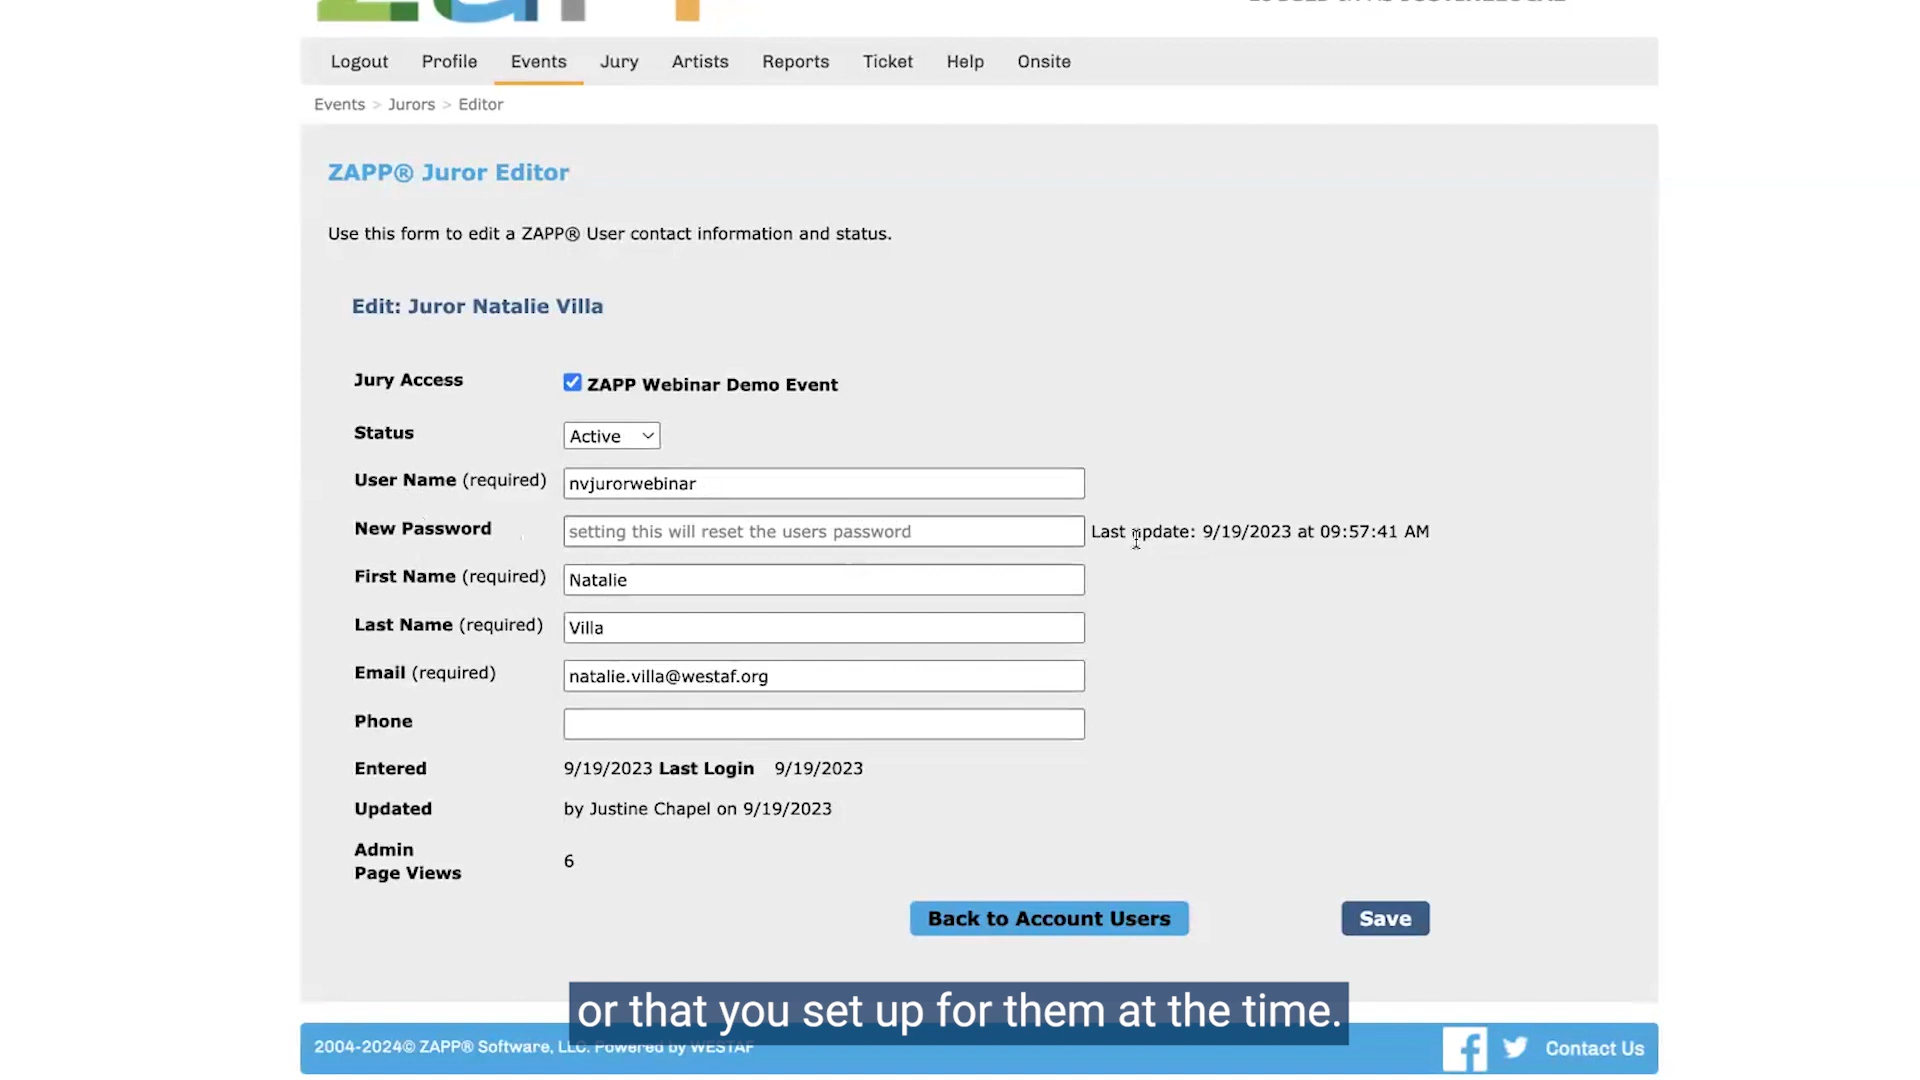 Logout Profile Events Jury Artists Reports Ticket Help Onsite
Events > Jurors > Editor
ZAPP® Juror Editor
Use this form to edit a ZAPP® User contact information and status.
Edit: Juror Natalie Villa
Jury Access ZAPP Webinar Demo Event
Status Active
User Name (required) nvjurorwebinar
New Password setting this will reset the users password Last update: 9/19/2023 at 09:57:41 AM
First Name (required) Natalie
Last Name (required) Villa
Email (required) natalie.villa@westaf.org
Phone
Entered 9/19/2023 Last Login 9/19/2023
Updated by Justine Chapel on 9/19/2023
Admin
Page Views 6
Back to Account Users Save
or that you set up for them at the time.
2004-2024© ZAPP® Software, LLC. Powered by WESTAF Contact Us